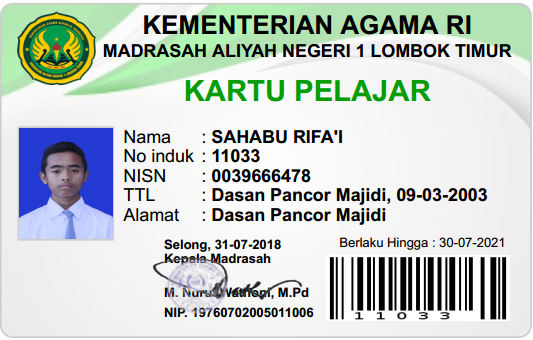 KEMENTERIAN AGAMA RI
MADRASAH ALIYAH NEGERI 1 LOMBOK TIMUR
KARTU PELAJAR
Nama : SAHABU RIFA'I
No induk : 11033
NISN : 0039666478
TTL : Dasan Pancor Majidi, 09-03-2003
Alamat : Dasan Pancor Majidi
Selong, 31-07-2018
Kepala Madrasah
M. Nurul Wathoni, M.Pd
NIP. 19760702005011006
Berlaku Hingga : 30-07-2021
11033